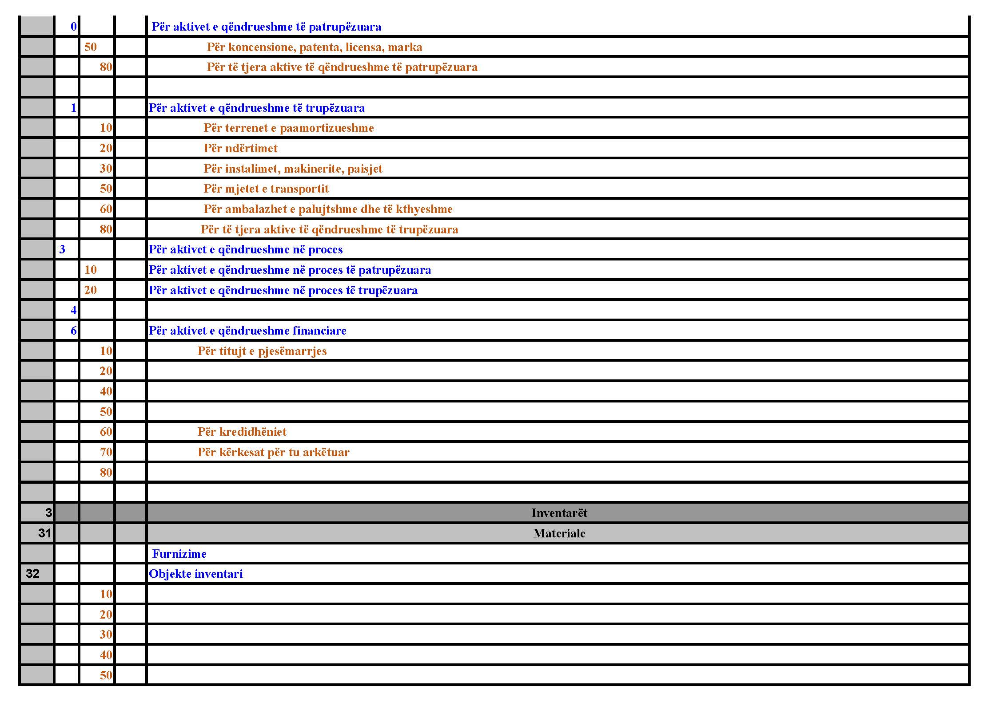 0 Për aktivet e qëndrueshme të patrupëzuara
50 Për koncensione, patenta, licensa, marka
80 Për të tjera aktive të qëndrueshme të patrupëzuara
1 Për aktivet e qëndrueshme të trupëzuara
10 Për terrenet e paamortizueshme
20 Për ndërtimet
30 Për instalimet, makinerite, paisjet
50 Për mjetet e transportit
60 Për ambalazhet e palujtshme dhe të kthyeshme
80 Për të tjera aktive të qëndrueshme të trupëzuara
3 Për aktivet e qëndrueshme në proces
10 Për aktivet e qëndrueshme në proces të patrupëzuara
20 Për aktivet e qëndrueshme në proces të trupëzuara
4
6 Për aktivet e qëndrueshme financiare
10 Për titujt e pjesëmarrjes
20
40
50
60 Për kredidhëniet
70 Për kërkesat për tu arkëtuar
80
3 Inventarët
31 Materiale
Furnizime
32 Objekte inventari
10
20
30
40
50